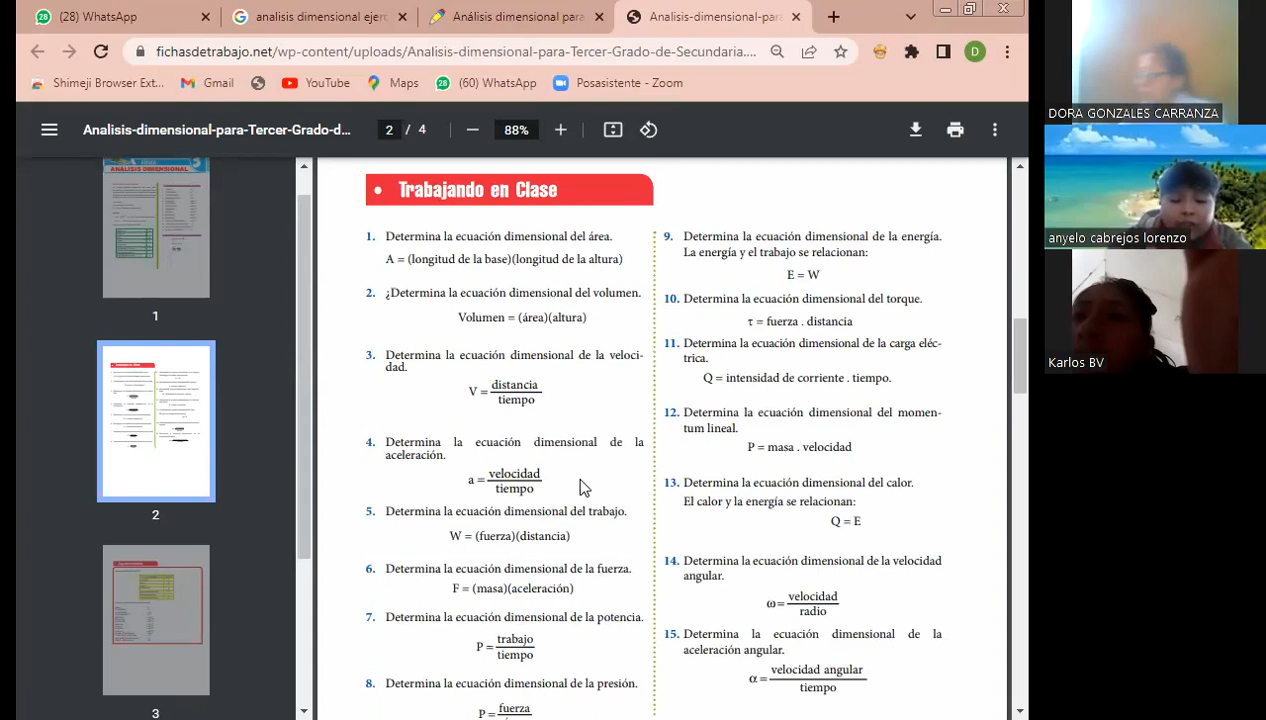 (28) WhatsApp
analisis dimensional ejerc
Análisis dimensional para
Analisis-dimensional-para
fichasdetrabajo.net/wp-content/uploads/Analisis-dimensional-para-Tercer-Grado-de-Secundaria....
D
Shimeji Browser Ext...
Gmail
YouTube
Maps
(60) WhatsApp
Posasistente - Zoom
Analisis-dimensional-para-Tercer-Grado-d...
2 / 4
88%
ANÁLISIS DIMENSIONAL
1
2
3
• Trabajando en Clase
1. Determina la ecuación dimensional del área.
A = (longitud de la base)(longitud de la altura)
2. ¿Determina la ecuación dimensional del volumen.
Volumen = (área)(altura)
3. Determina la ecuación dimensional de la veloci-
dad.
V = distancia
tiempo
4. Determina la ecuación dimensional de la
aceleración.
a = velocidad
tiempo
5. Determina la ecuación dimensional del trabajo.
W = (fuerza)(distancia)
6. Determina la ecuación dimensional de la fuerza.
F = (masa)(aceleración)
7. Determina la ecuación dimensional de la potencia.
P = trabajo
tiempo
8. Determina la ecuación dimensional de la presión.
P = fuerza
9. Determina la ecuación dimensional de la energía.
La energía y el trabajo se relacionan:
E = W
10. Determina la ecuación dimensional del torque.
τ = fuerza . distancia
11. Determina la ecuación dimensional de la carga eléc-
trica.
Q = intensidad de corriente . tiempo.
12. Determina la ecuación dimensional del momen-
tum lineal.
P = masa . velocidad
13. Determina la ecuación dimensional del calor.
El calor y la energía se relacionan:
Q = E
14. Determina la ecuación dimensional de la velocidad
angular.
ω = velocidad
radio
15. Determina la ecuación dimensional de la
aceleración angular.
α = velocidad angular
tiempo
DORA GONZALES CARRANZA
anyelo cabrejos lorenzo
Karlos BV